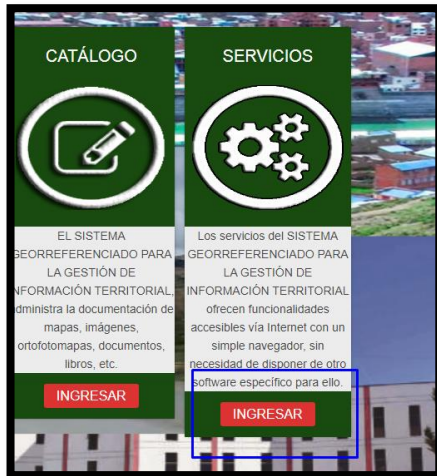 CATÁLOGO
EL SISTEMA
GEORREFERENCIADO PARA
LA GESTIÓN DE
INFORMACIÓN TERRITORIAL,
administra la documentación de
mapas, imágenes,
ortofotomapas, documentos,
libros, etc.
INGRESAR
SERVICIOS
Los servicios del SISTEMA
GEORREFERENCIADO PARA
LA GESTIÓN DE
INFORMACIÓN TERRITORIAL
ofrecen funcionalidades
accesibles vía Internet con un
simple navegador, sin
necesidad de disponer de otro
software específico para ello.
INGRESAR